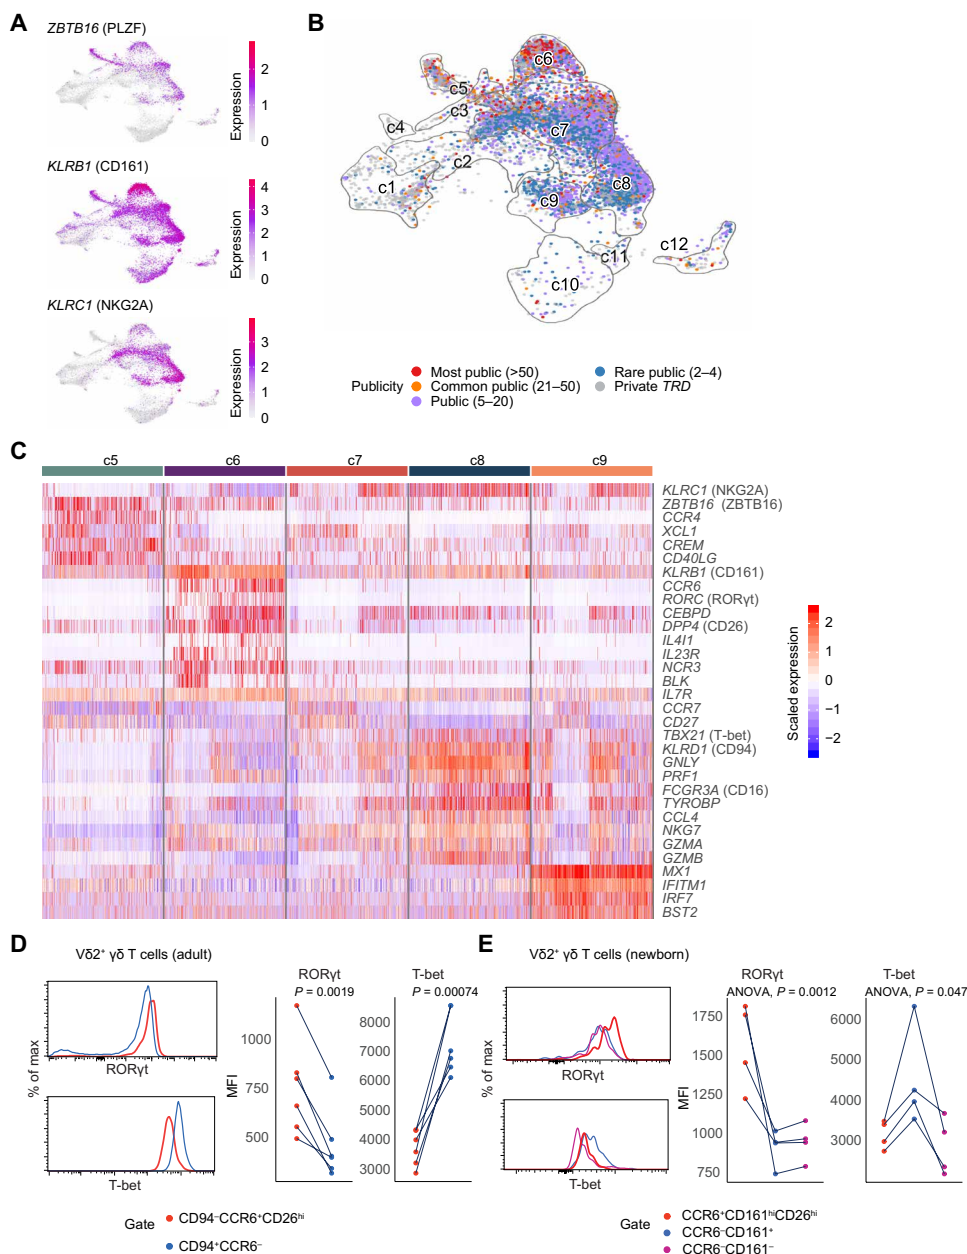 A
ZBTB16 (PLZF)
Expression
2
1
0
KLRB1 (CD161)
Expression
4
3
2
1
0
KLRC1 (NKG2A)
Expression
3
2
1
0
B
c6
c5
c3
c4
c7
c2
c1
c8
c9
c12
c11
c10
Publicity
Most public (>50)
Common public (21–50)
Public (5–20)
Rare public (2–4)
Private TRD
C
c5 c6 c7 c8 c9
KLRC1 (NKG2A)
ZBTB16 (ZBTB16)
CCR4
XCL1
CREM
CD40LG
KLRB1 (CD161)
CCR6
RORC (RORγt)
CEBPD
DPP4 (CD26)
IL4I1
IL23R
NCR3
BLK
IL7R
CCR7
CD27
TBX21 (T-bet)
KLRD1 (CD94)
GNLY
PRF1
FCGR3A (CD16)
TYROBP
CCL4
NKG7
GZMA
GZMB
MX1
IFITM1
IRF7
BST2
Scaled expression
2
1
0
−1
−2
D
Vδ2⁺ γδ T cells (adult)
% of max
RORγt
T-bet
RORγt
P = 0.0019
MFI
1000
750
500
T-bet
P = 0.00074
8000
7000
6000
5000
4000
3000
Gate
CD94⁻CCR6⁺CD26ʰⁱ
CD94⁺CCR6⁻
E
Vδ2⁺ γδ T cells (newborn)
% of max
RORγt
T-bet
RORγt
ANOVA, P = 0.0012
MFI
1750
1500
1250
1000
750
T-bet
ANOVA, P = 0.047
6000
5000
4000
3000
Gate
CCR6⁺CD161ʰⁱCD26ʰⁱ
CCR6⁻CD161⁺
CCR6⁻CD161⁻